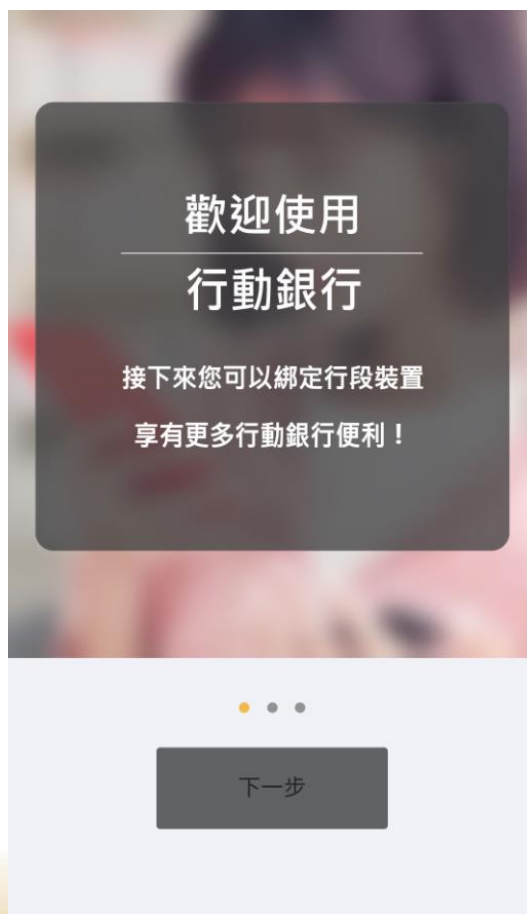 歡迎使用
行動銀行
接下來您可以綁定行段裝置
享有更多行動銀行便利！
下一步